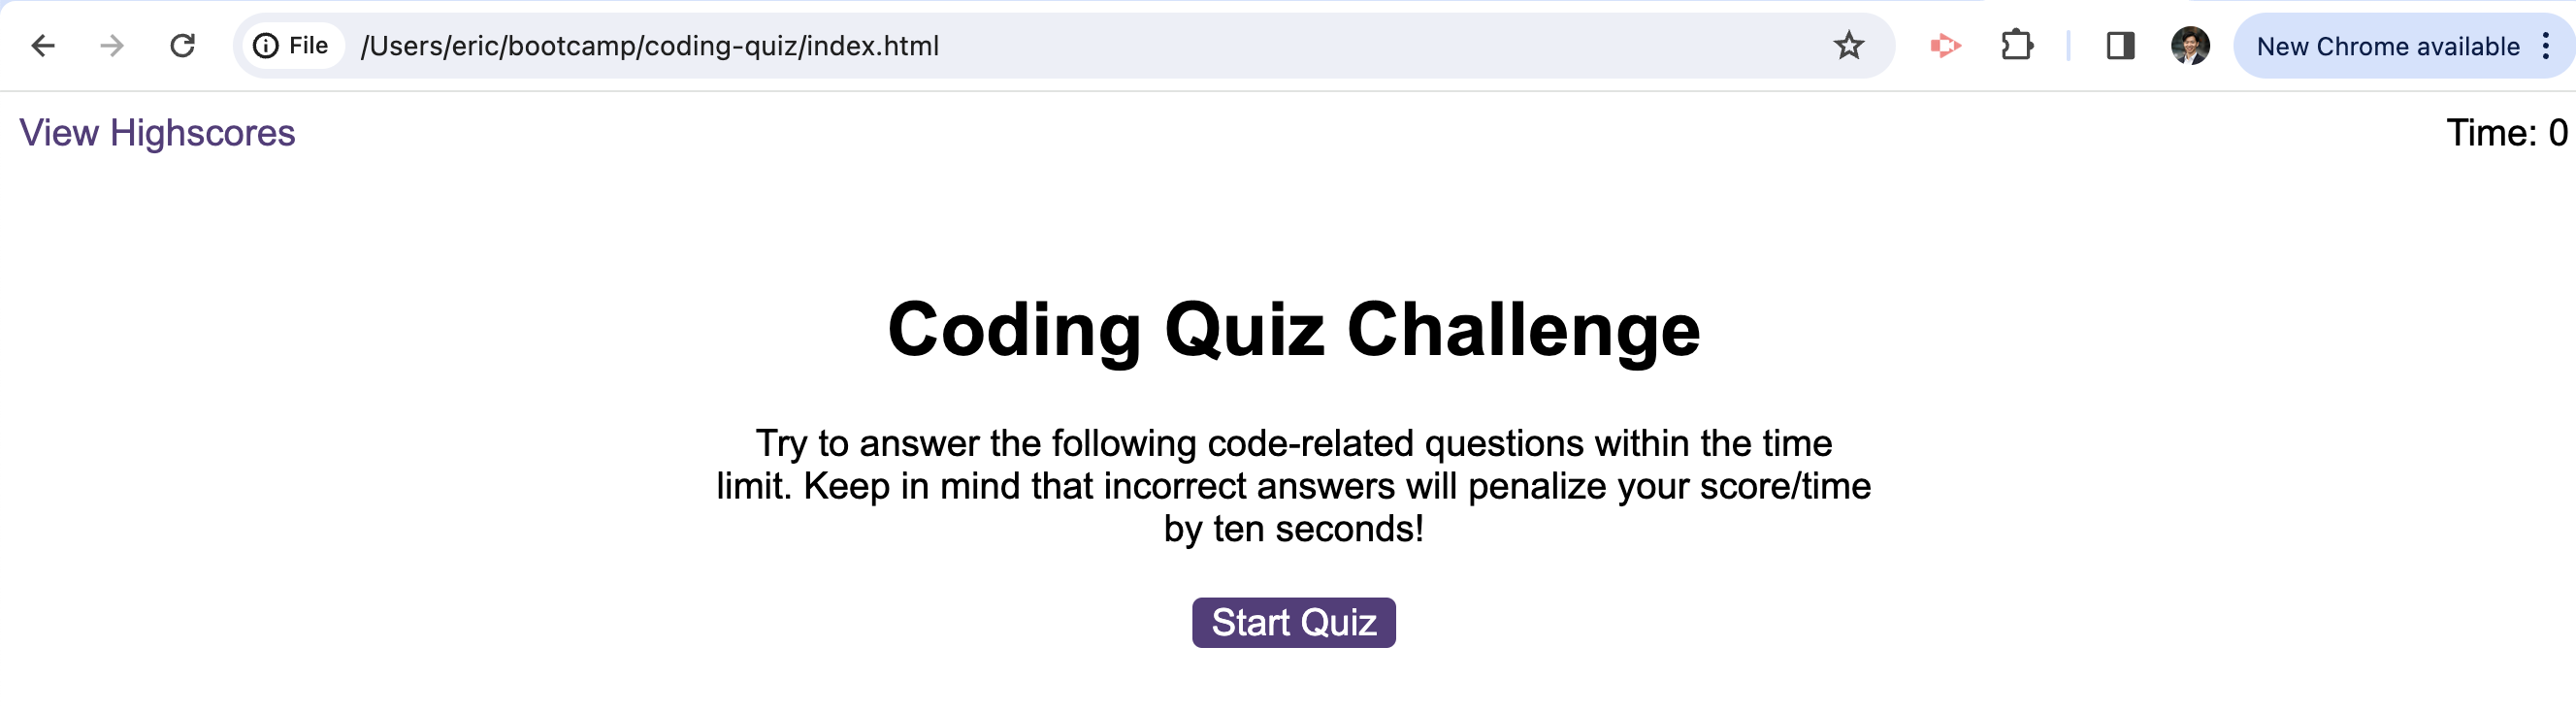 File /Users/eric/bootcamp/coding-quiz/index.html New Chrome available
View Highscores Time: 0
Coding Quiz Challenge
Try to answer the following code-related questions within the time
limit. Keep in mind that incorrect answers will penalize your score/time
by ten seconds!
Start Quiz